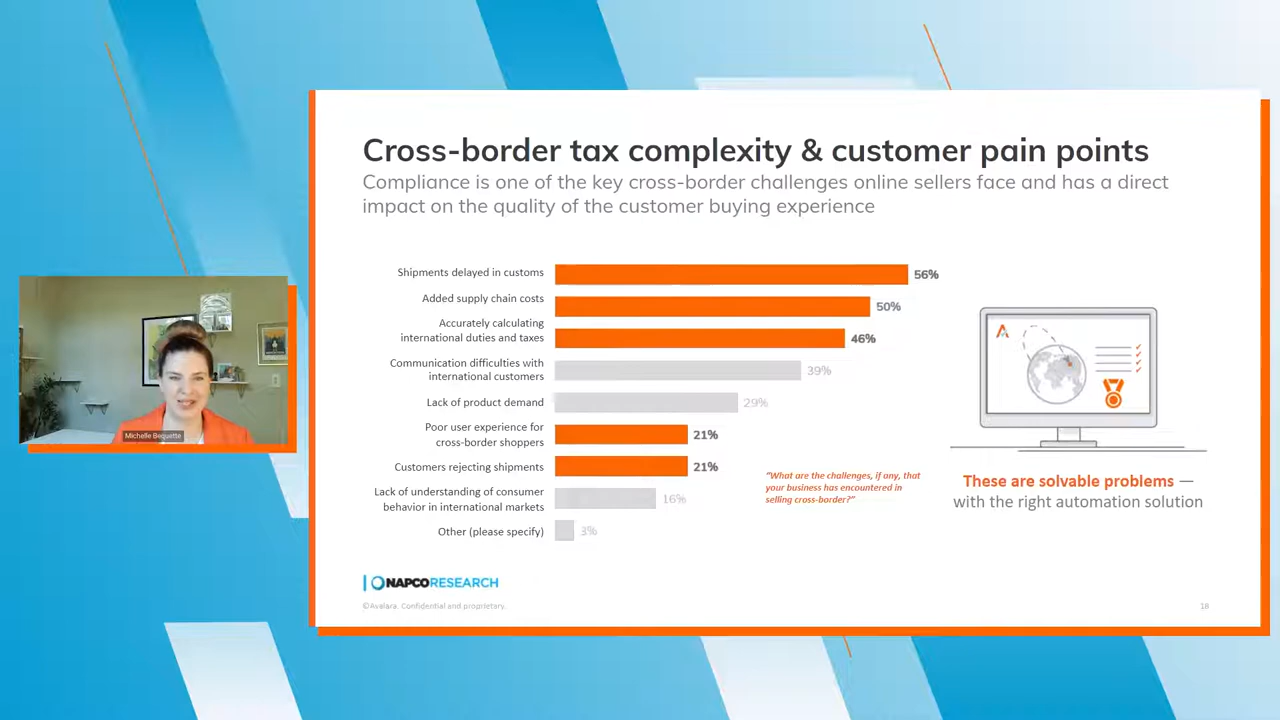 Cross-border tax complexity & customer pain points
Compliance is one of the key cross-border challenges online sellers face and has a direct
impact on the quality of the customer buying experience
Shipments delayed in customs
56%
Added supply chain costs
50%
Accurately calculating
international duties and taxes
46%
Communication difficulties with
international customers
39%
Lack of product demand
29%
Poor user experience for
cross-border shoppers
21%
Customers rejecting shipments
21%
Lack of understanding of consumer
behavior in international markets
16%
Other (please specify)
3%
"What are the challenges, if any, that
your business has encountered in
selling cross-border?"
These are solvable problems —
with the right automation solution
Michelle Bequette
NAPCORESEARCH
©Avalara. Confidential and proprietary.
18